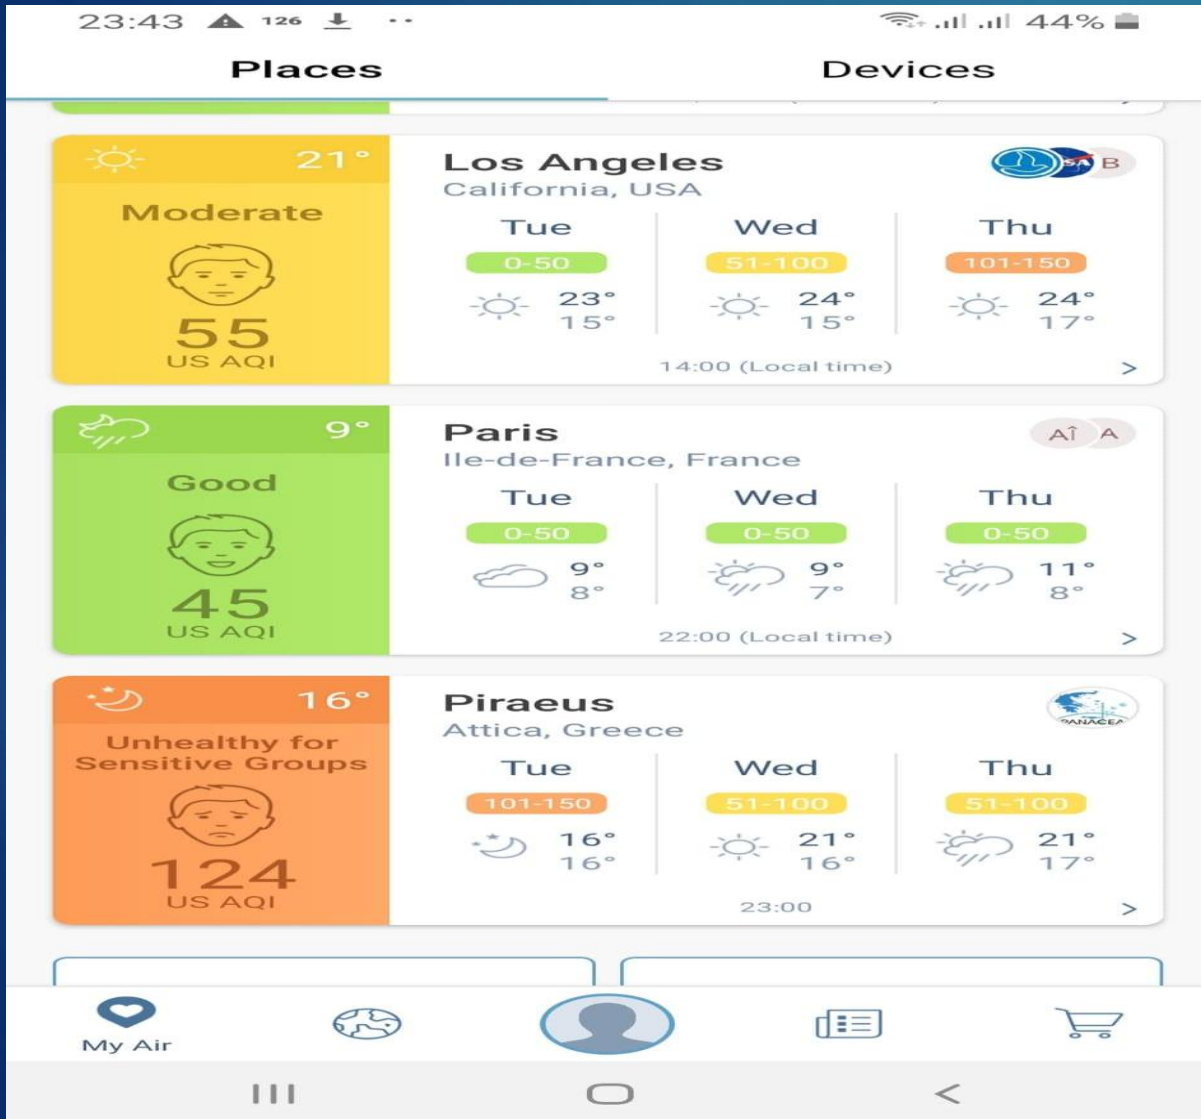 23:43 126 44%
Places Devices
21°
Moderate
55
US AQI
Los Angeles
California, USA
B
Tue Wed Thu
0-50 51-100 101-150
23° 24° 24°
15° 15° 17°
14:00 (Local time) >
9°
Good
45
US AQI
Paris
Ile-de-France, France
AÎ A
Tue Wed Thu
0-50 0-50 0-50
9° 9° 11°
8° 7° 8°
22:00 (Local time) >
16°
Unhealthy for
Sensitive Groups
124
US AQI
Piraeus
Attica, Greece
PANACEA
Tue Wed Thu
101-150 51-100 51-100
16° 21° 21°
16° 16° 17°
23:00 >
My Air